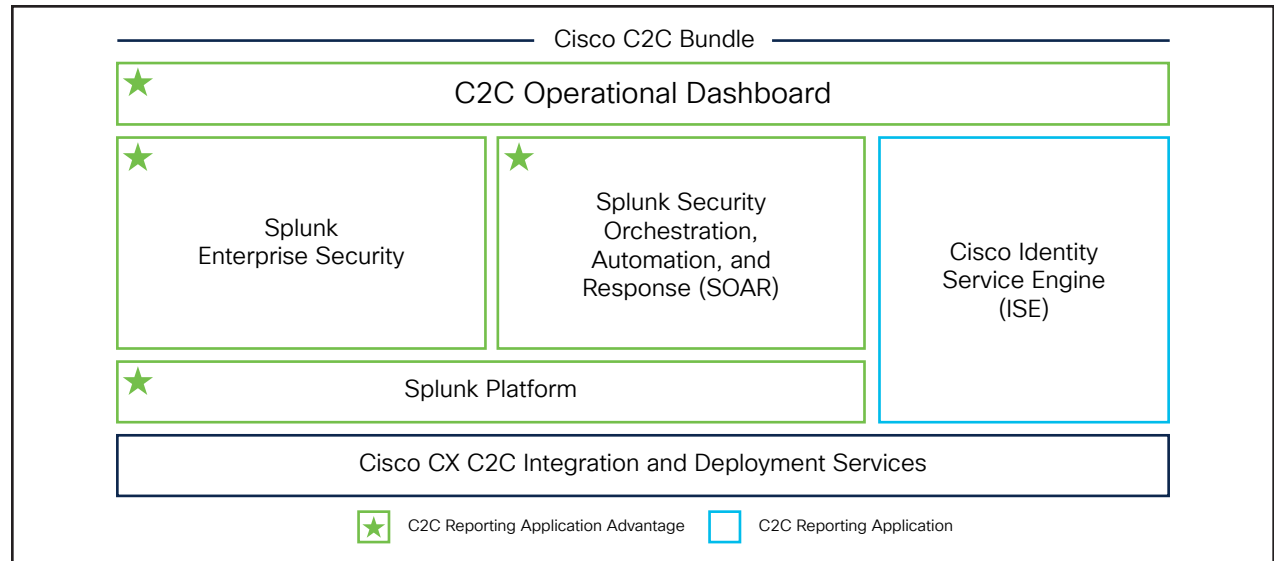 Cisco C2C Bundle
C2C Operational Dashboard
Splunk
Enterprise Security
Splunk Security
Orchestration,
Automation, and
Response (SOAR)
Cisco Identity
Service Engine
(ISE)
Splunk Platform
Cisco CX C2C Integration and Deployment Services
C2C Reporting Application Advantage
C2C Reporting Application